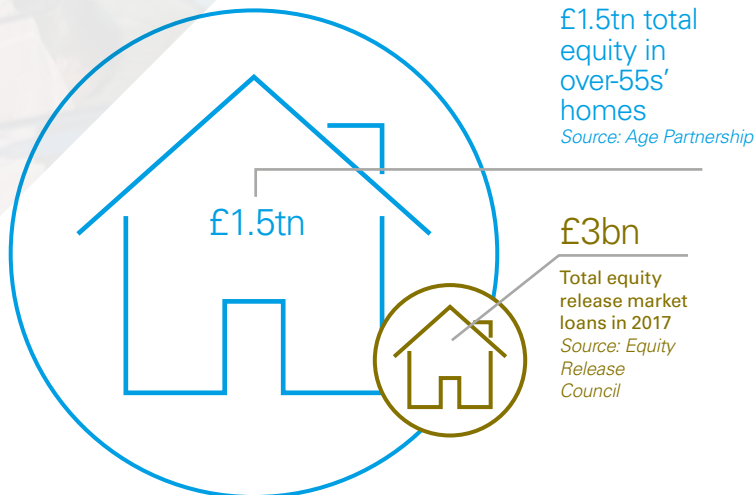 £1.5tn total
equity in
over-55s’
homes
Source: Age Partnership
£1.5tn
£3bn
Total equity
release market
loans in 2017
Source: Equity
Release
Council